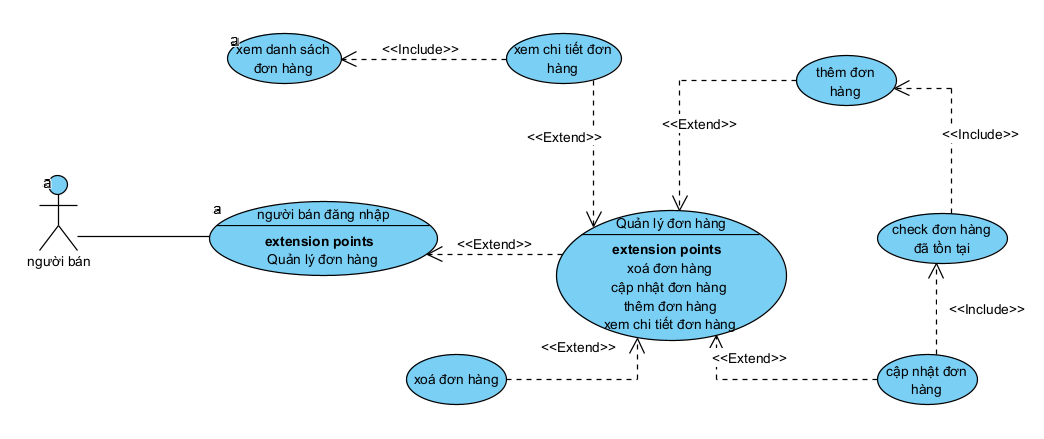 a
xem danh sách
đơn hàng
<<Include>>
xem chi tiết đơn
hàng
<<Extend>>
<<Extend>>
thêm đơn
hàng
<<Include>>
a
người bán
a
người bán đăng nhập
extension points
Quản lý đơn hàng
<<Extend>>
Quản lý đơn hàng
extension points
xoá đơn hàng
cập nhật đơn hàng
thêm đơn hàng
xem chi tiết đơn hàng
check đơn hàng
đã tồn tại
<<Include>>
<<Extend>>
xoá đơn hàng
<<Extend>>
cập nhật đơn
hàng